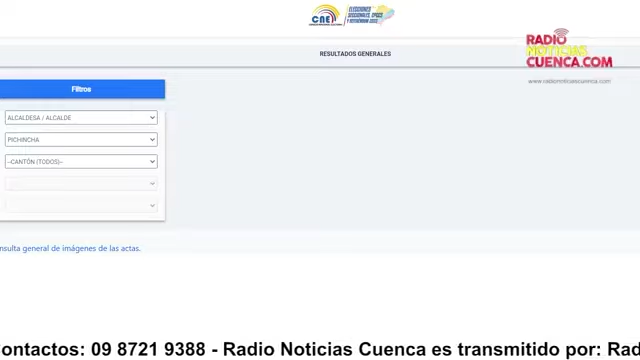 CNE
ELECCIONES
SECCIONALES, CPCCS
Y REFERÉNDUM 2023
RESULTADOS GENERALES
RADIO
NOTICIAS
CUENCA.COM
www.radionoticiascuenca.com
Filtros
ALCALDESA / ALCALDE
PICHINCHA
--CANTÓN (TODOS)--
nsulta general de imágenes de las actas.
Contactos: 09 8721 9388 - Radio Noticias Cuenca es transmitido por: Rad